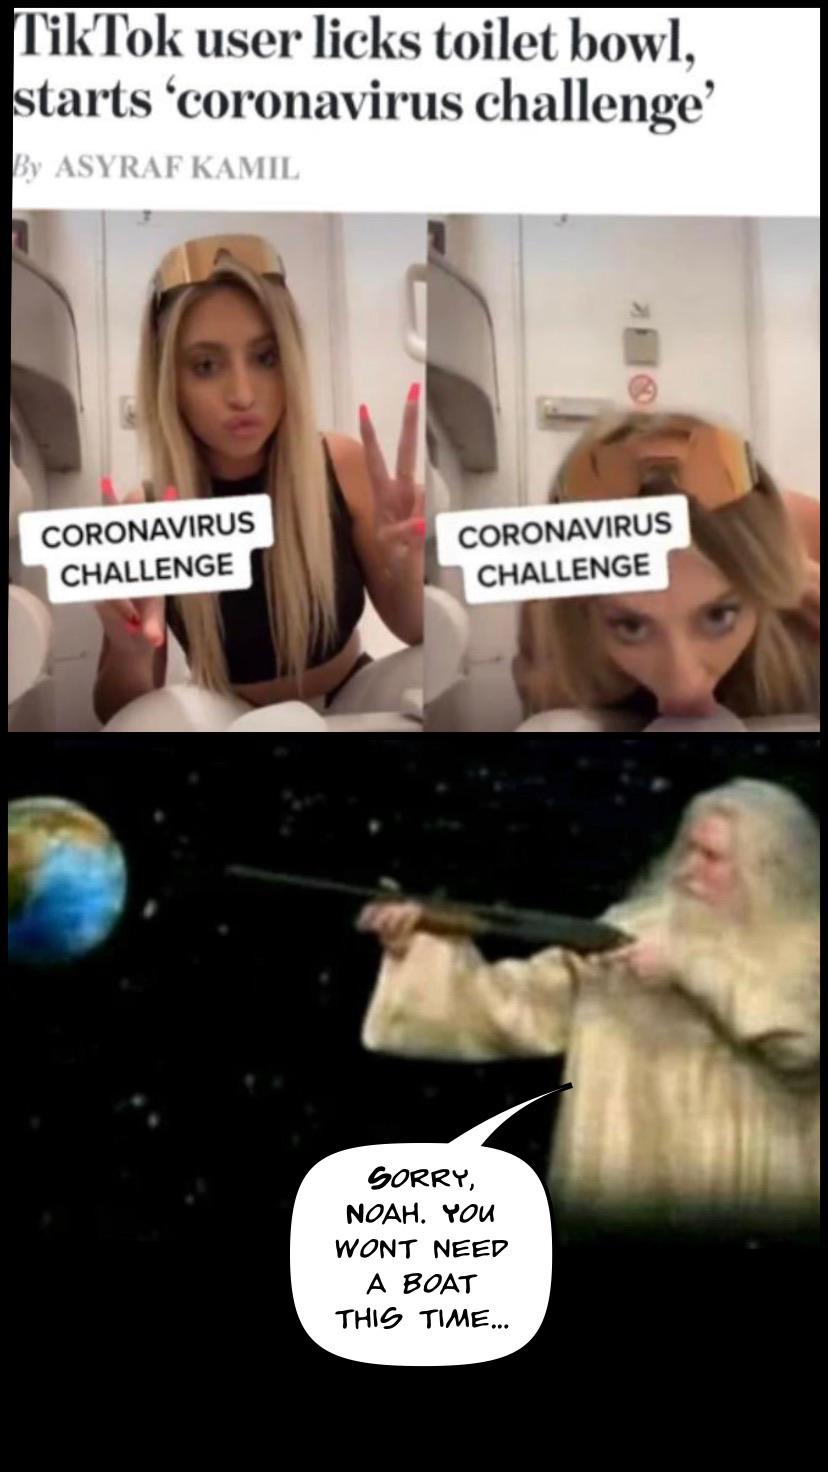 TikTok user licks toilet bowl,
starts ‘coronavirus challenge’
By ASYRAF KAMIL
CORONAVIRUS
CHALLENGE
CORONAVIRUS
CHALLENGE
SORRY,
NOAH. YOU
WONT NEED
A BOAT
THIS TIME...